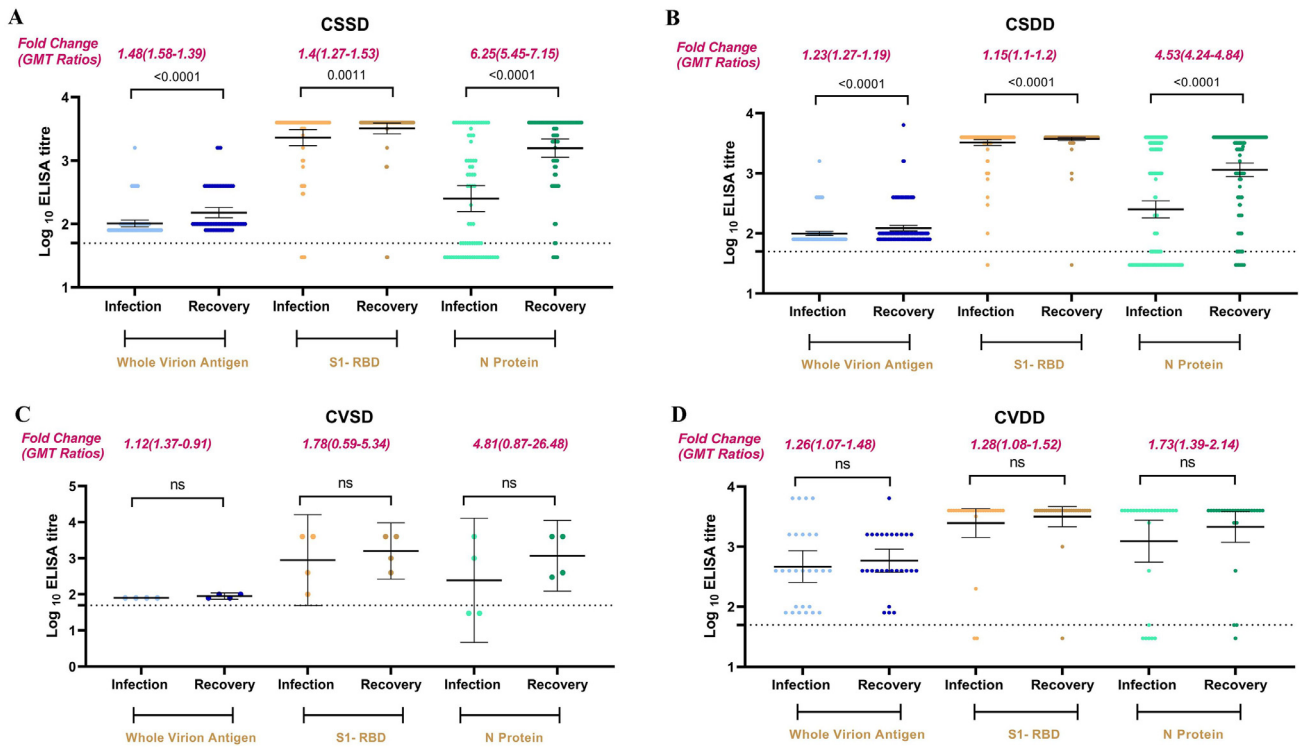 A
CSSD
Fold Change
(GMT Ratios)
1.48(1.58-1.39)
1.4(1.27-1.53)
6.25(5.45-7.15)
<0.0001
0.0011
<0.0001
Log 10 ELISA titre
4
3
2
1
Infection
Recovery
Infection
Recovery
Infection
Recovery
Whole Virion Antigen
S1- RBD
N Protein
B
CSDD
Fold Change
(GMT Ratios)
1.23(1.27-1.19)
1.15(1.1-1.2)
4.53(4.24-4.84)
<0.0001
<0.0001
<0.0001
Log 10 ELISA titre
4
3
2
1
Infection
Recovery
Infection
Recovery
Infection
Recovery
Whole Virion Antigen
S1- RBD
N Protein
C
CVSD
Fold Change
(GMT Ratios)
1.12(1.37-0.91)
1.78(0.59-5.34)
4.81(0.87-26.48)
ns
ns
ns
Log 10 ELISA titre
5
4
3
2
1
0
Infection
Recovery
Infection
Recovery
Infection
Recovery
Whole Virion Antigen
S1- RBD
N Protein
D
CVDD
Fold Change
(GMT Ratios)
1.26(1.07-1.48)
1.28(1.08-1.52)
1.73(1.39-2.14)
ns
ns
ns
Log 10 ELISA titre
4
3
2
1
Infection
Recovery
Infection
Recovery
Infection
Recovery
Whole Virion Antigen
S1- RBD
N Protein